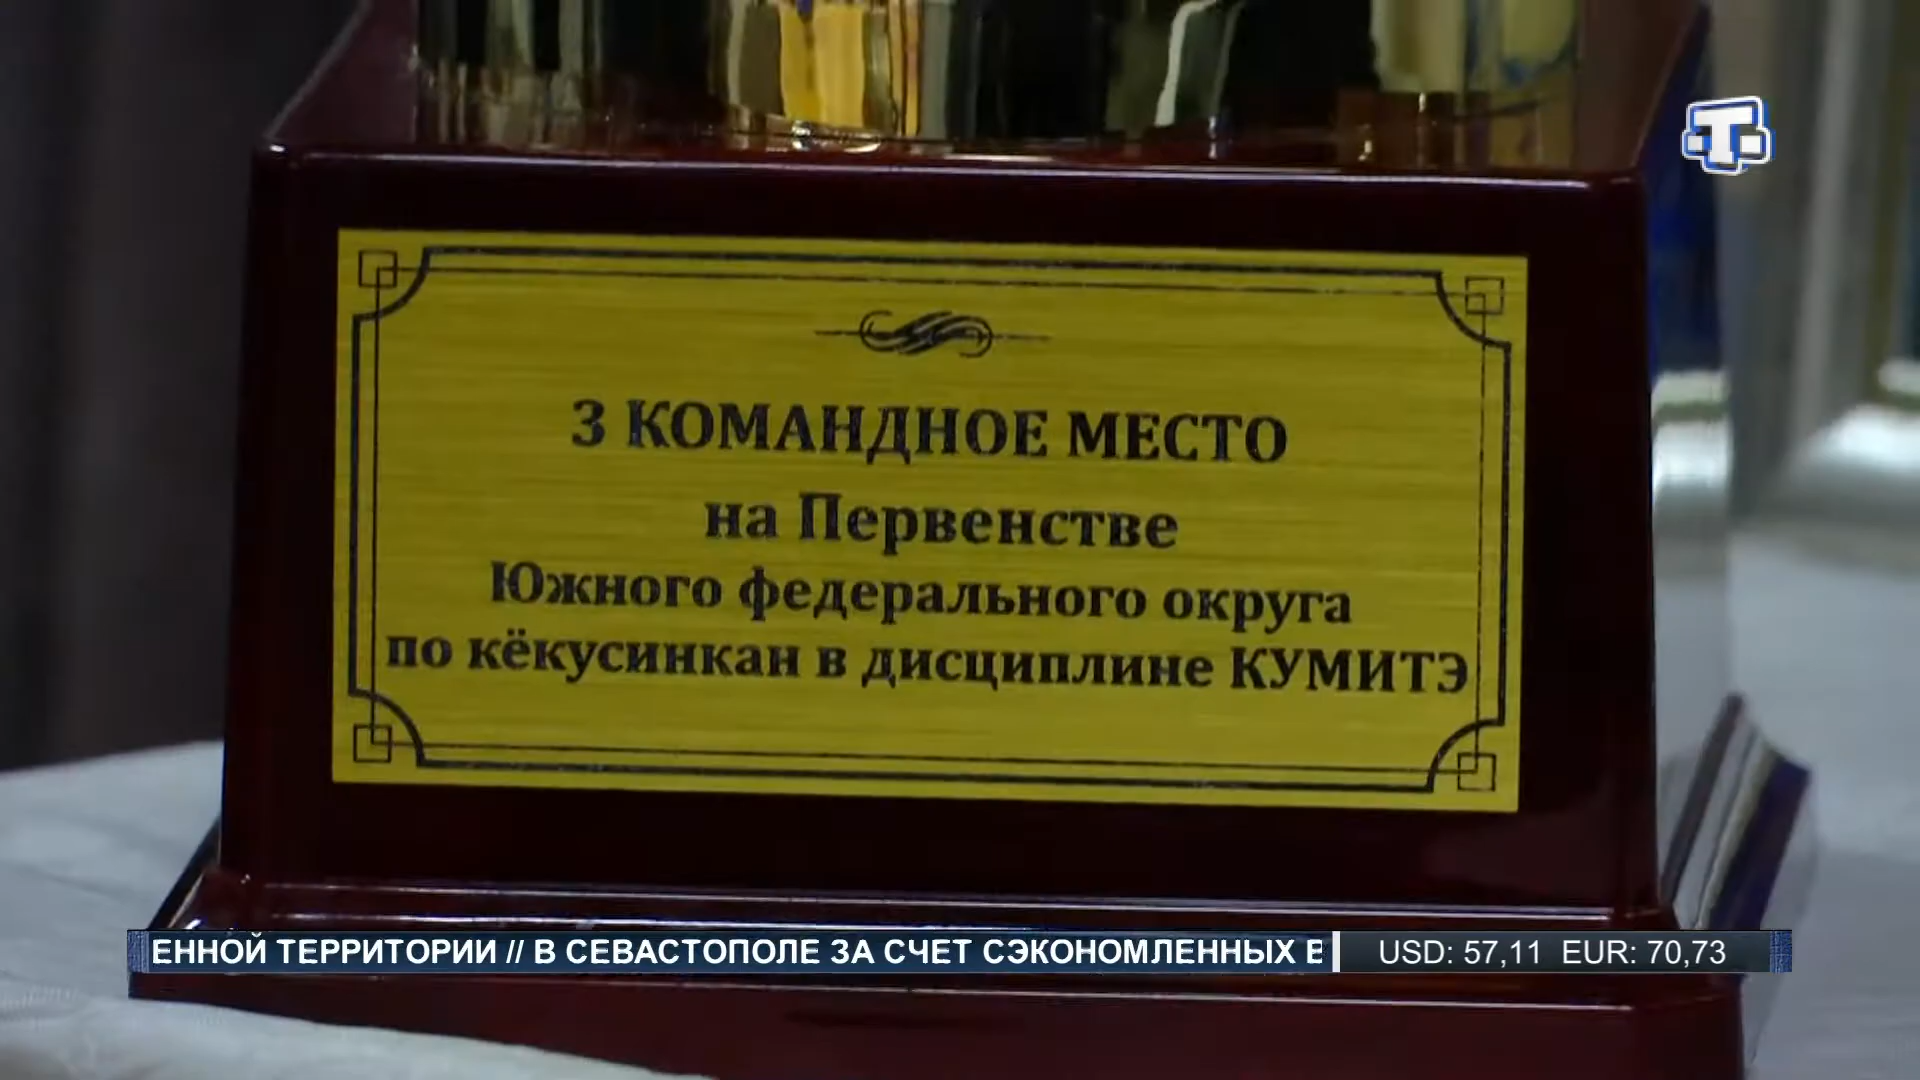 Т
3 КОМАНДНОЕ МЕСТО
на Первенстве
Южного федерального округа
по кёкусинкан в дисциплине КУМИТЭ
ЕННОЙ ТЕРРИТОРИИ // В СЕВАСТОПОЛЕ ЗА СЧЕТ СЭКОНОМЛЕННЫХ
USD: 57,11 EUR: 70,73